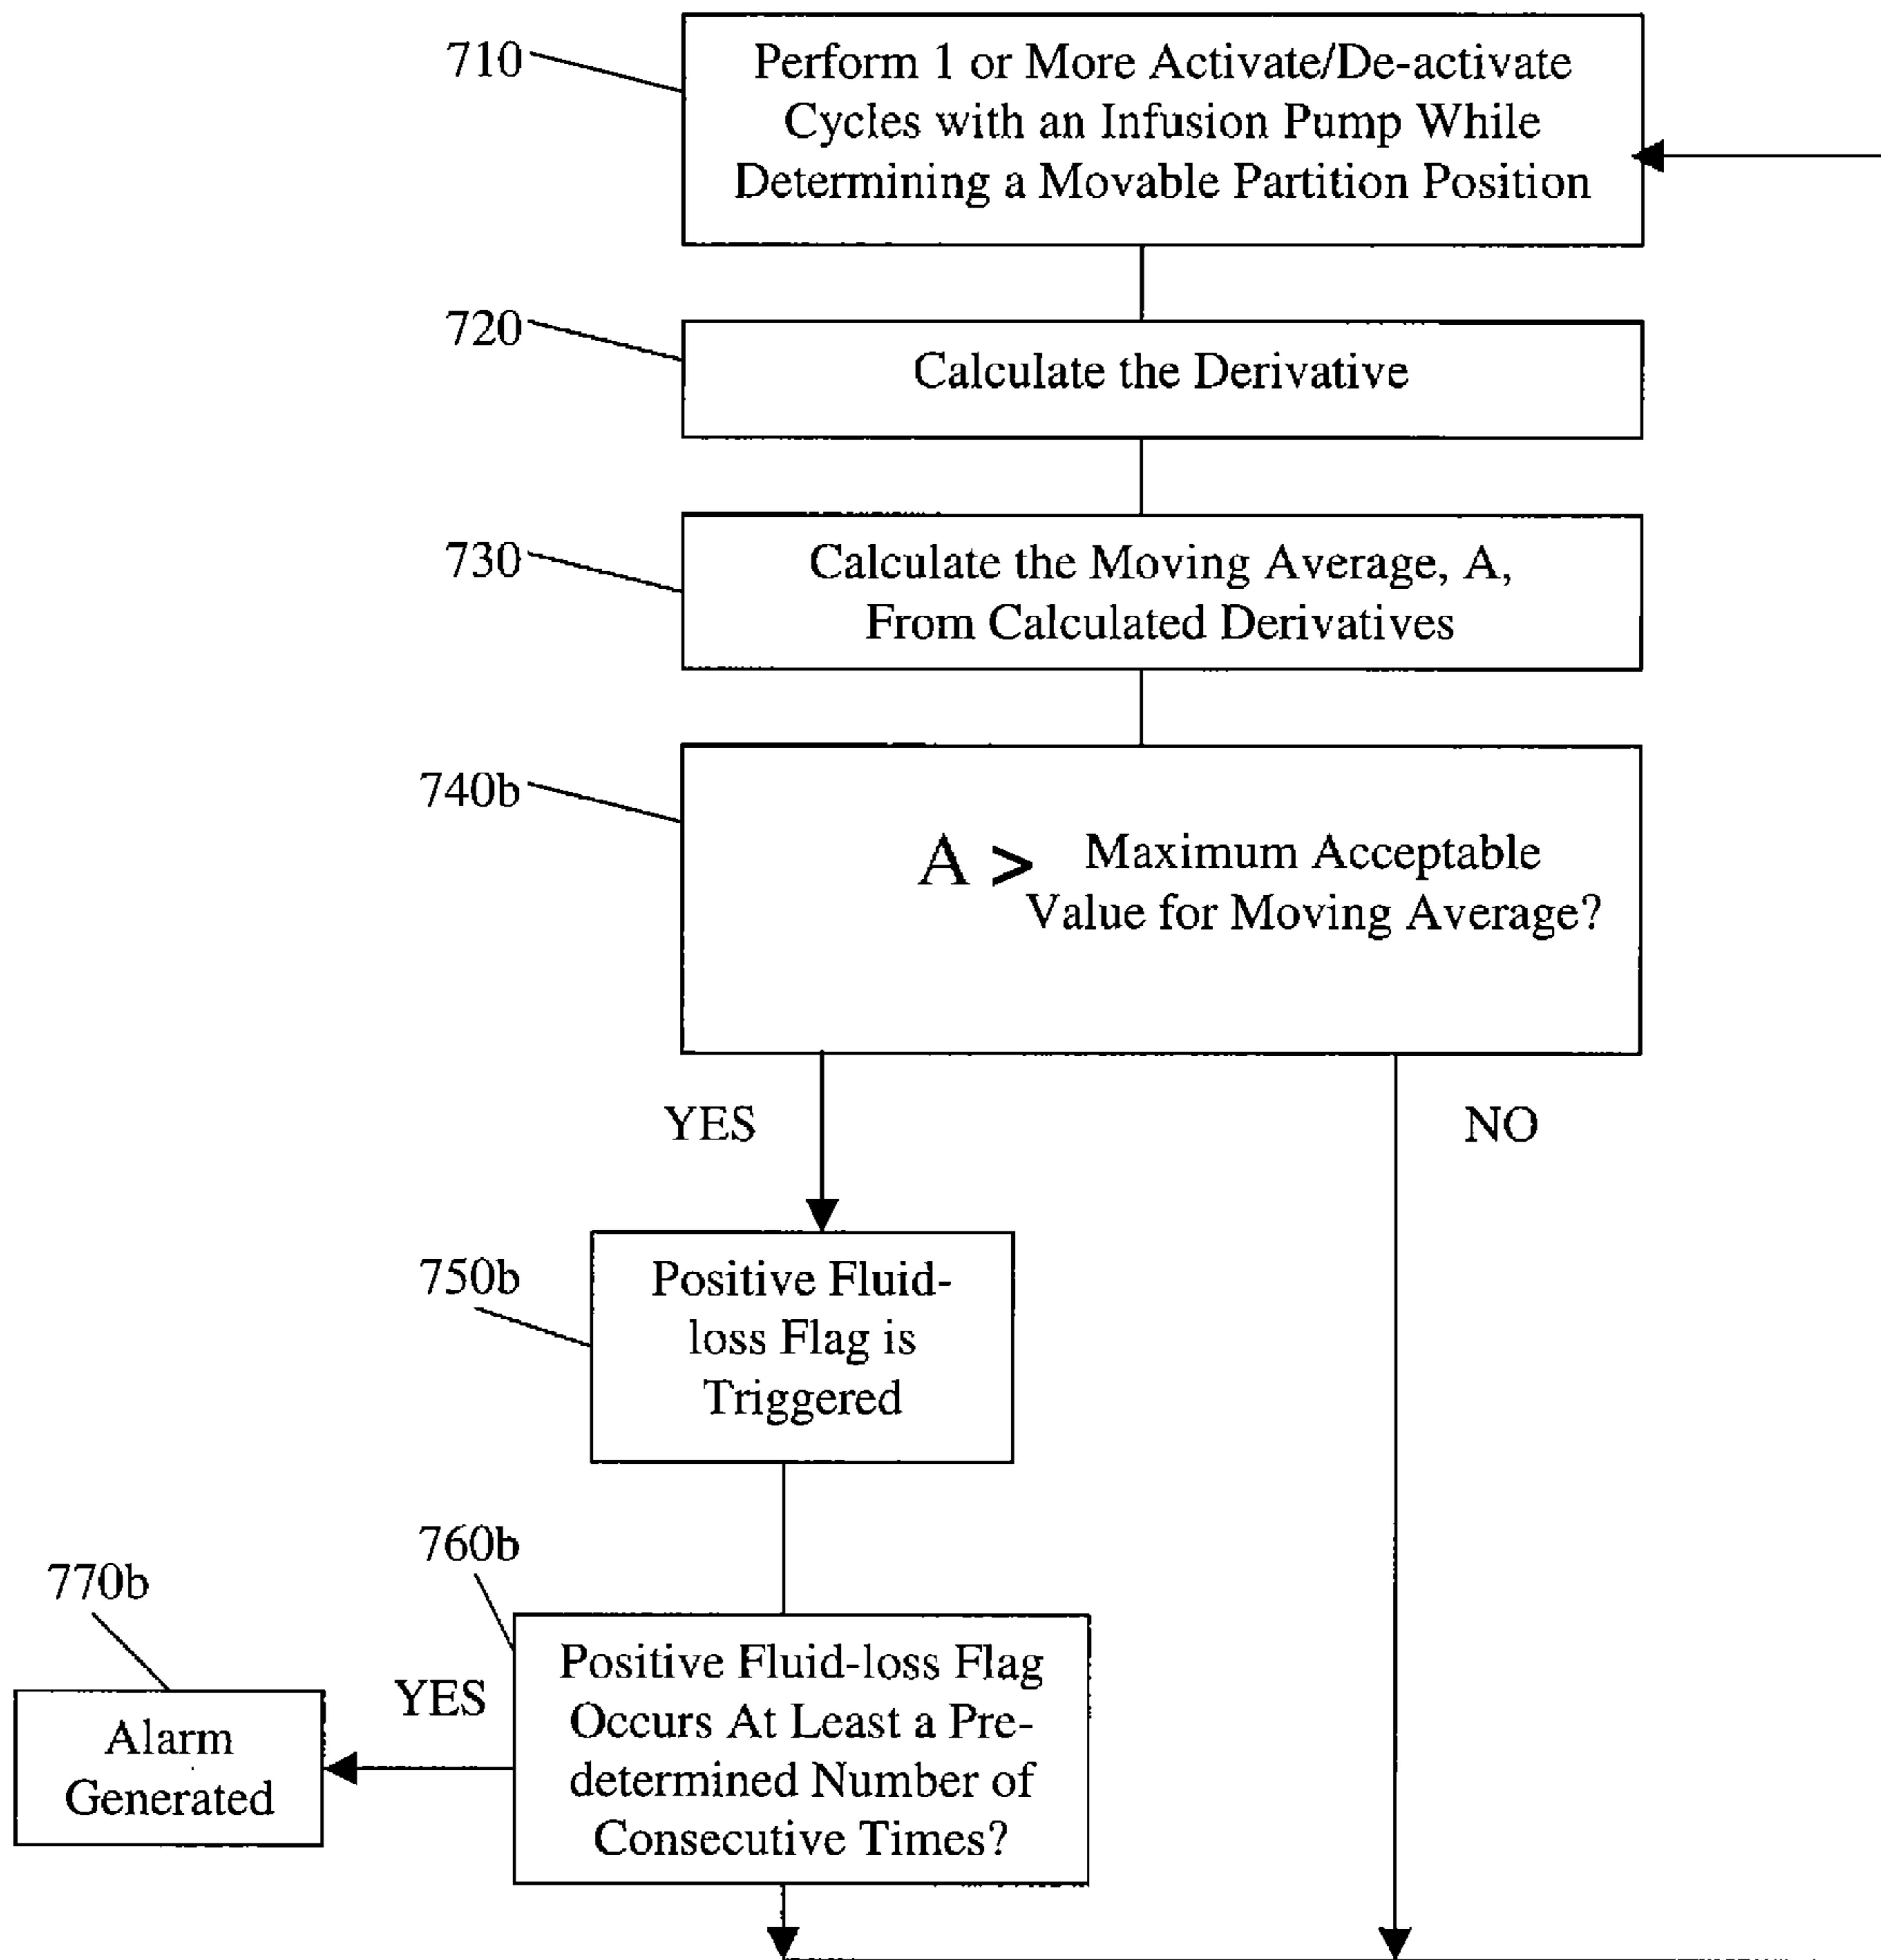 710
Perform 1 or More Activate/De-activate
Cycles with an Infusion Pump While
Determining a Movable Partition Position
720
Calculate the Derivative
730
Calculate the Moving Average, A,
From Calculated Derivatives
740b
A > Maximum Acceptable
Value for Moving Average?
YES
NO
750b
Positive Fluid-
loss Flag is
Triggered
760b
770b
YES
Positive Fluid-loss Flag
Occurs At Least a Pre-
determined Number of
Consecutive Times?
Alarm
Generated